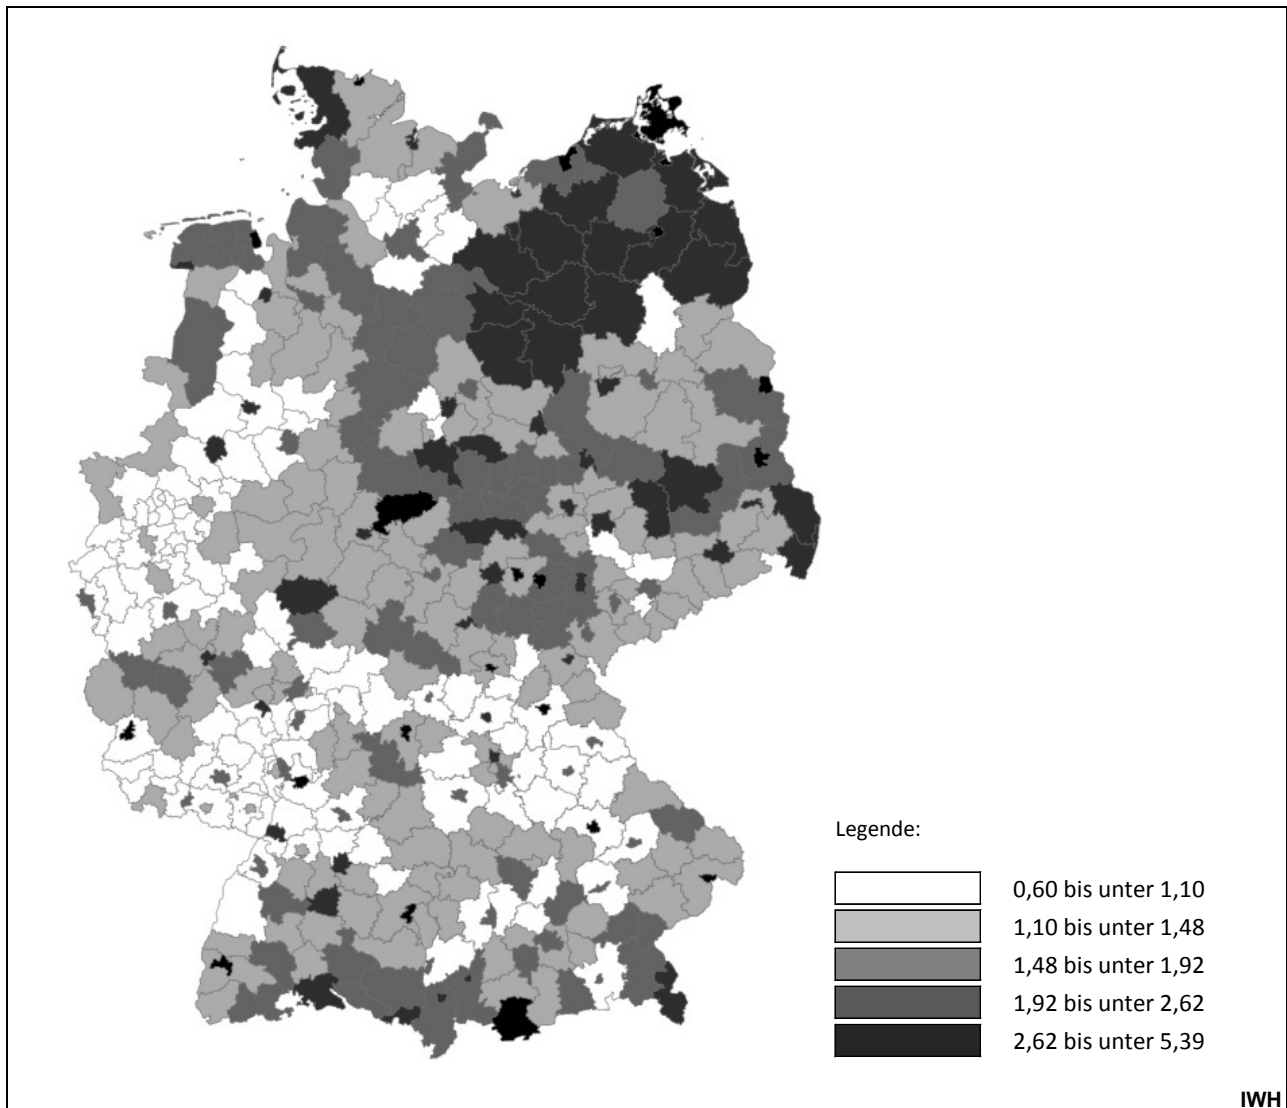 Legende:
0,60 bis unter 1,10
1,10 bis unter 1,48
1,48 bis unter 1,92
1,92 bis unter 2,62
2,62 bis unter 5,39
IWH